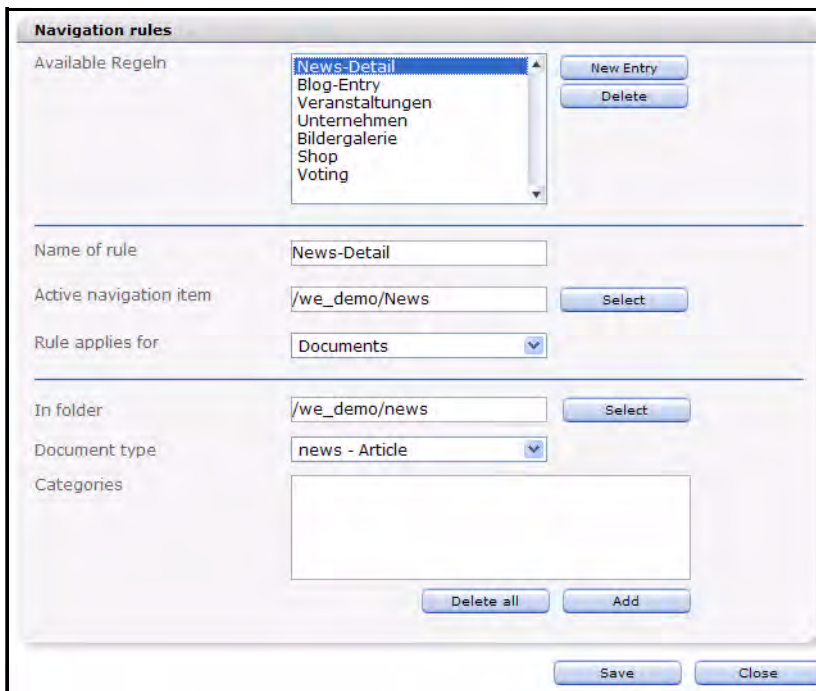 Navigation rules
Available Regeln
News-Detail
New Entry
Blog-Entry
Delete
Veranstaltungen
Unternehmen
Bildergalerie
Shop
Voting
Name of rule
News-Detail
Active navigation item
/we_demo/News
Select
Rule applies for
Documents
In folder
/we_demo/news
Select
Document type
news - Article
Categories
Delete all
Add
Save
Close